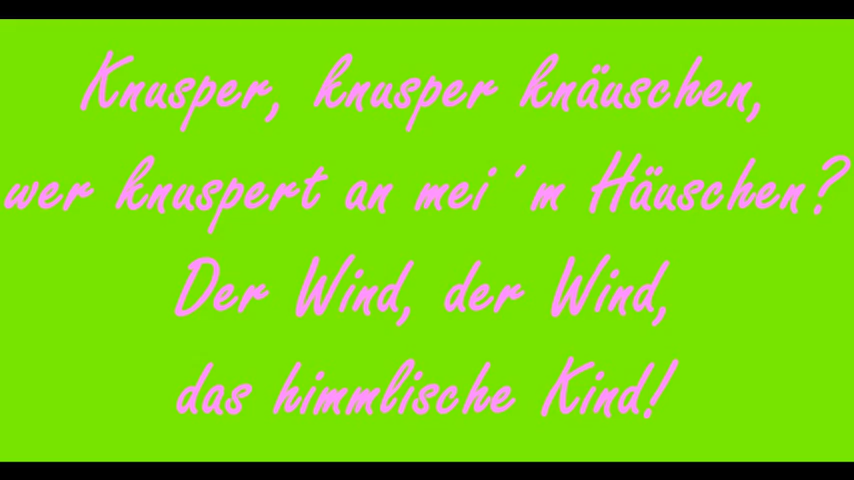 Knusper, knusper knäuschen,
wer knuspert an mei´m Häuschen?
Der Wind, der Wind,
das himmlische Kind!